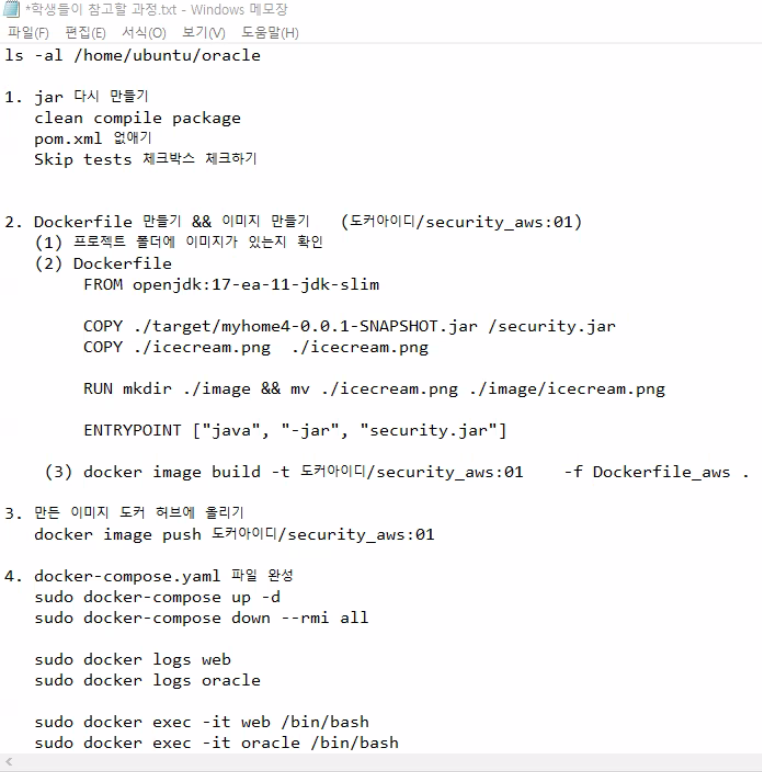 *학생들이 참고할 과정.txt - Windows 메모장
파일(F) 편집(E) 서식(O) 보기(V) 도움말(H)
ls -al /home/ubuntu/oracle
1. jar 다시 만들기
clean compile package
pom.xml 없애기
Skip tests 체크박스 체크하기
2. Dockerfile 만들기 && 이미지 만들기 (도커아이디/security_aws:01)
(1) 프로젝트 폴더에 이미지가 있는지 확인
(2) Dockerfile
FROM openjdk:17-ea-11-jdk-slim
COPY ./target/myhome4-0.0.1-SNAPSHOT.jar /security.jar
COPY ./icecream.png ./icecream.png
RUN mkdir ./image && mv ./icecream.png ./image/icecream.png
ENTRYPOINT ["java", "-jar", "security.jar"]
(3) docker image build -t 도커아이디/security_aws:01 -f Dockerfile_aws .
3. 만든 이미지 도커 허브에 올리기
docker image push 도커아이디/security_aws:01
4. docker-compose.yaml 파일 완성
sudo docker-compose up -d
sudo docker-compose down --rmi all
sudo docker logs web
sudo docker logs oracle
sudo docker exec -it web /bin/bash
sudo docker exec -it oracle /bin/bash